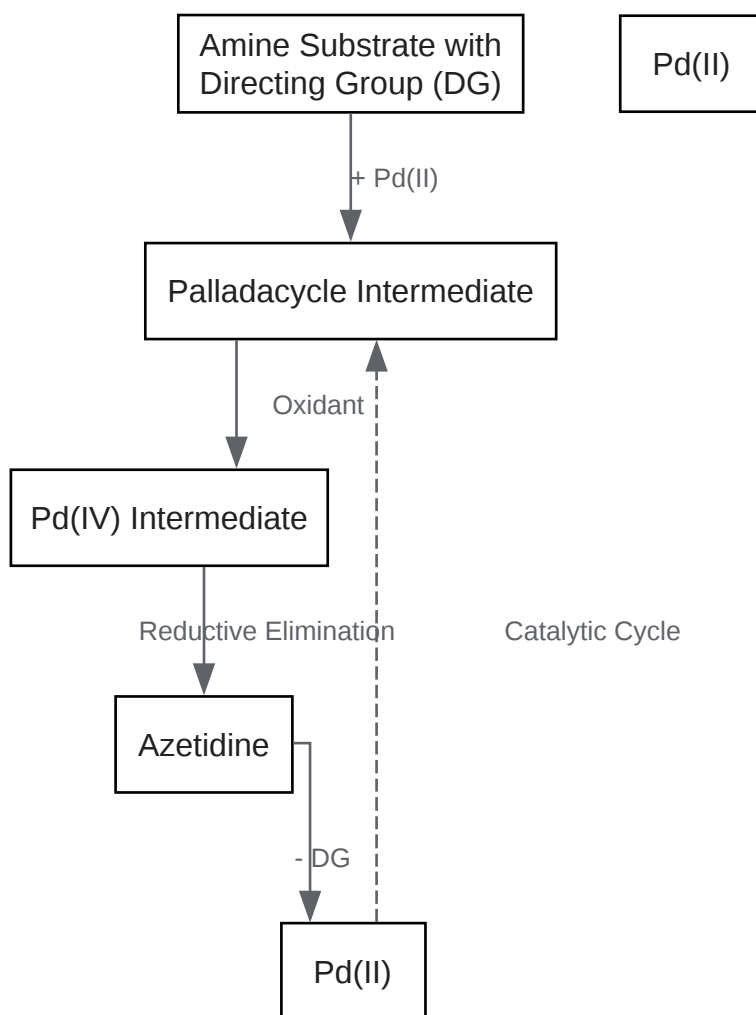 Amine Substrate with
Directing Group (DG)
Pd(II)
+ Pd(II)
Palladacycle Intermediate
Oxidant
Pd(IV) Intermediate
Reductive Elimination
Catalytic Cycle
Azetidine
- DG
Pd(II)